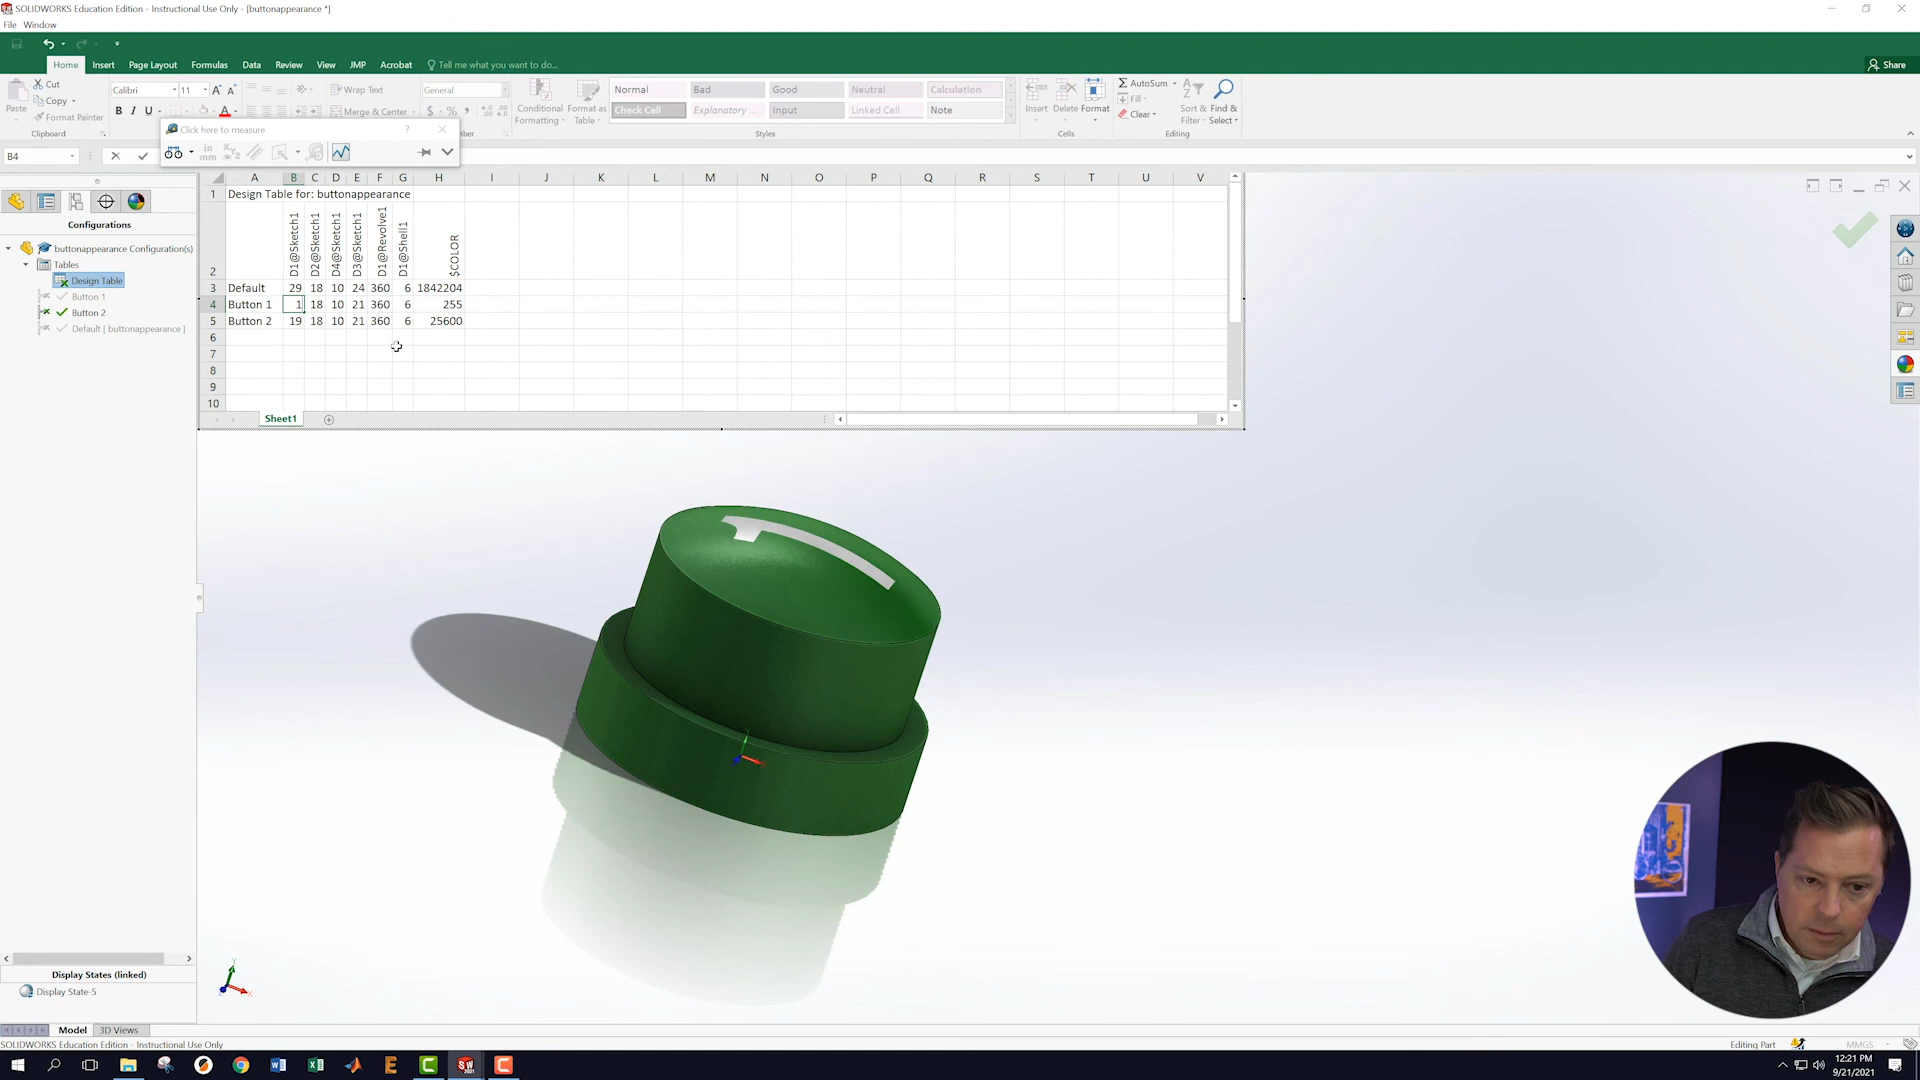 SOLIDWORKS Education Edition - Instructional Use Only - [buttonappearance *]
File Window
Home Insert Page Layout Formulas Data Review View JMP Acrobat Tell me what you want to do... Share
Paste
Cut
Copy
Format Painter
Clipboard
Calibri 11
B I U
Wrap Text
Merge & Center
General
$ % ,
Conditional Formatting
Format as Table
Normal Bad Good Neutral Calculation
Check Cell Explanatory ... Input Linked Cell Note
Styles
Insert Delete Format
Cells
AutoSum
Fill
Clear
Sort & Filter
Find & Select
Editing
Click here to measure ?
in
mm
B4
A B C D E F G H I J K L M N O P Q R S T U V
1 Design Table for: buttonappearance
2 D1@Sketch1 D2@Sketch1 D4@Sketch1 D3@Sketch1 D1@Revolve1 D1@Shell1 $COLOR
3 Default 29 18 10 24 360 6 1842204
4 Button 1 1 18 10 21 360 6 255
5 Button 2 19 18 10 21 360 6 25600
6
7
8
9
10
Sheet1
Configurations
buttonappearance Configuration(s)
Tables
Design Table
Button 1
Button 2
Default [ buttonappearance ]
Display States (linked)
Display State-5
Model 3D Views
SOLIDWORKS Education Edition - Instructional Use Only
Editing Part MMGS
12:21 PM
9/21/2021